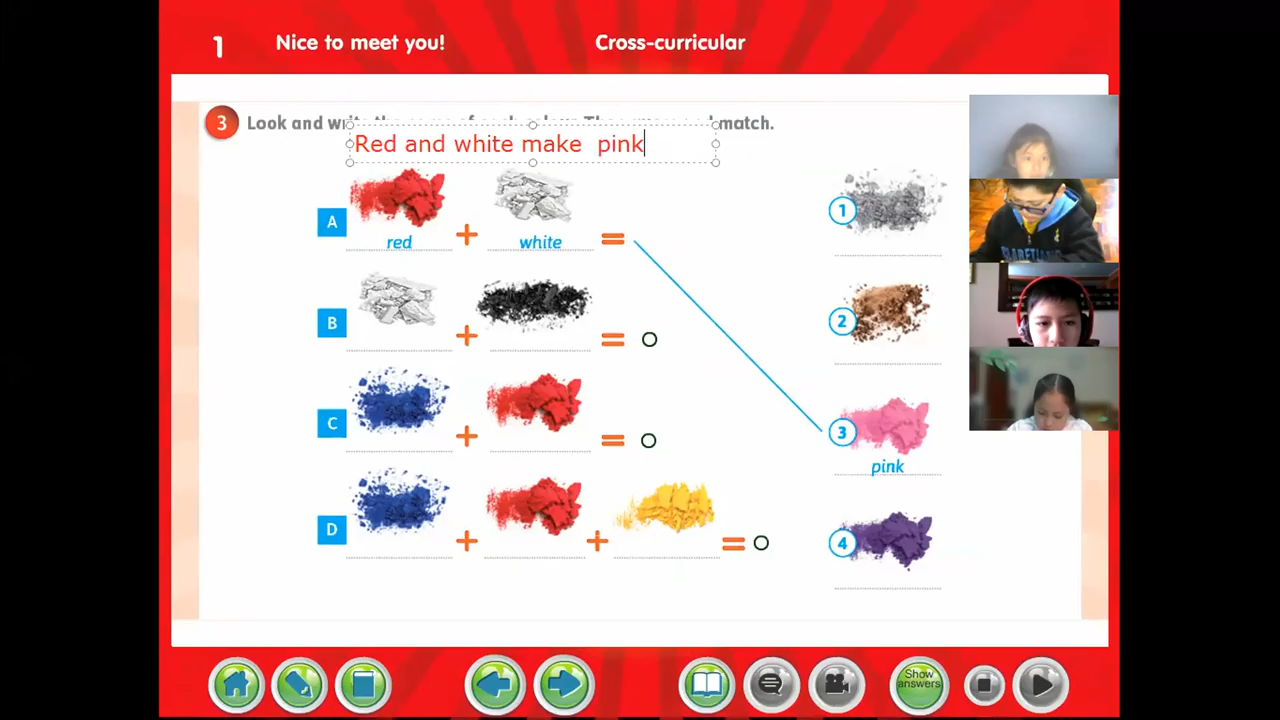 1 Nice to meet you! Cross-curricular
3 Look and match.
Red and white make pink
A red + white =
1
B + = O
2
C + = O
3 pink
D + + = O
4
Show answers